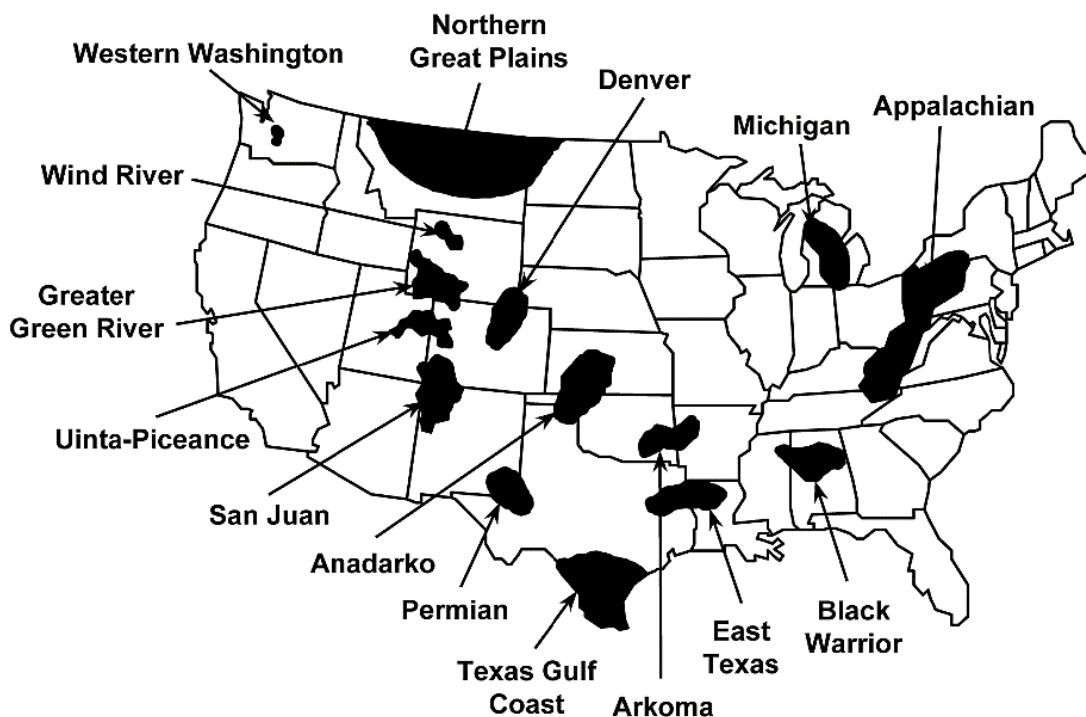 Northern
Great Plains
Western Washington
Denver
Appalachian
Michigan
Wind River
Greater
Green River
Uinta-Piceance
San Juan
Anadarko
Permian
Texas Gulf
Coast
Arkoma
East
Texas
Black
Warrior